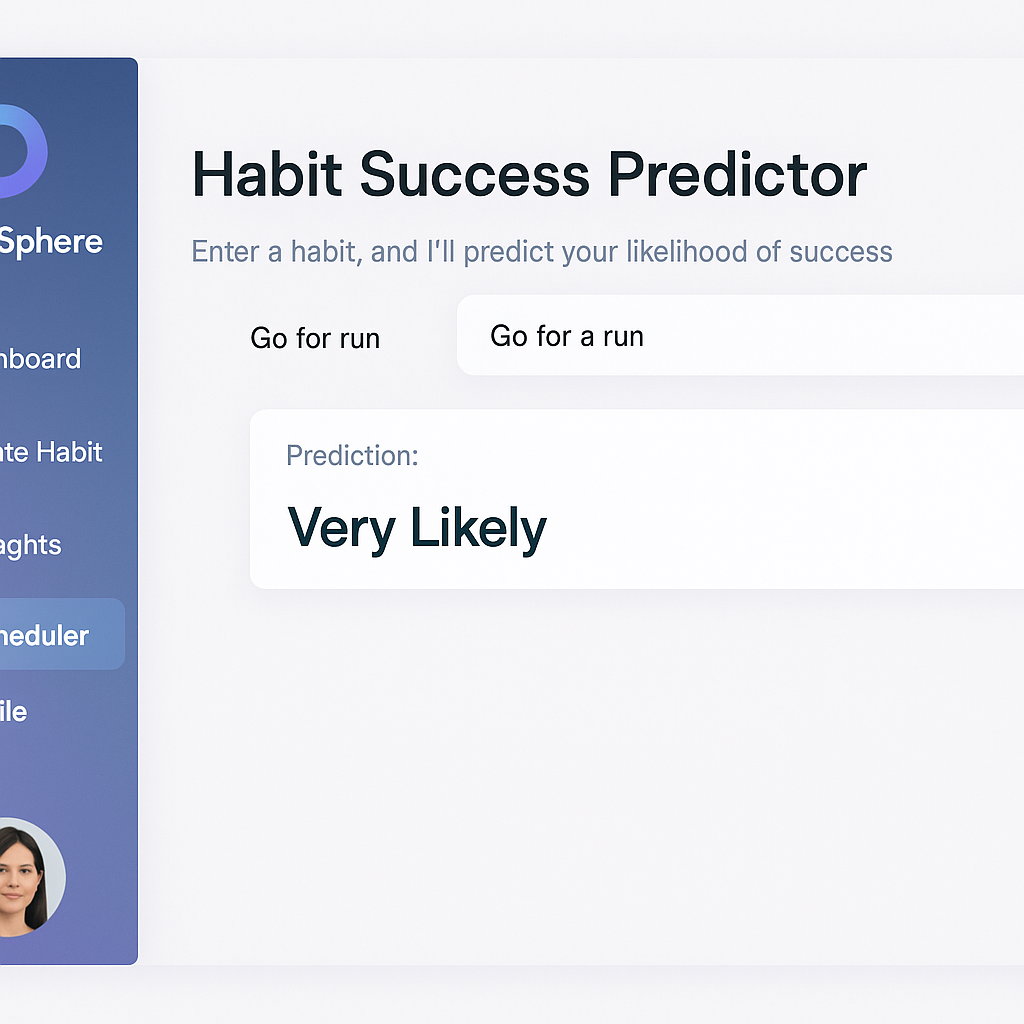 Sphere
nboard
ate Habit
aghts
heduler
ile
Habit Success Predictor
Enter a habit, and I'll predict your likelihood of success
Go for run
Go for a run
Prediction:
Very Likely